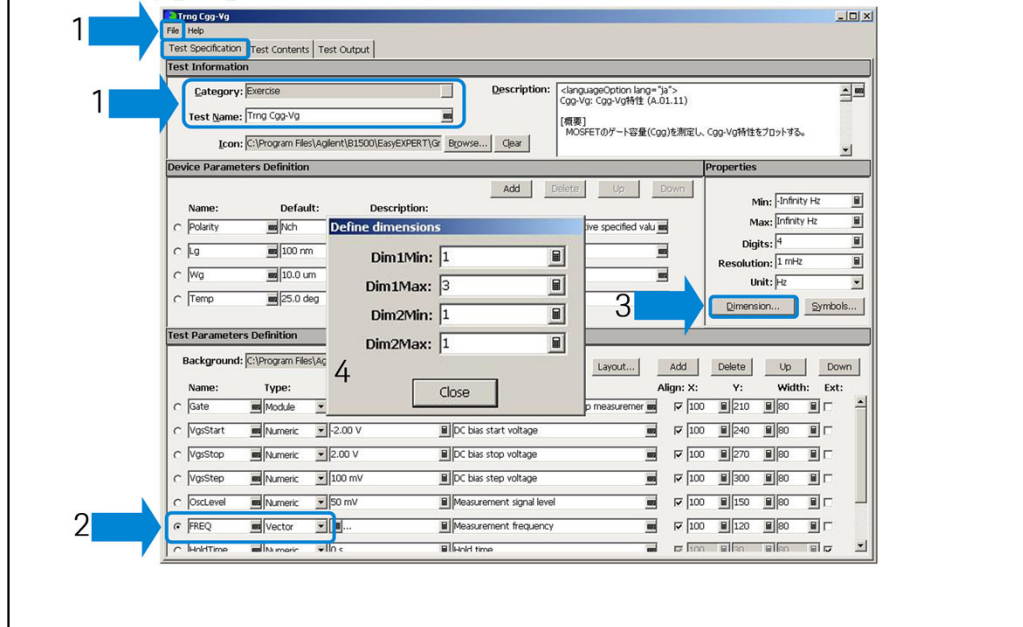 Trng Cgg-Vg
1
File Help
Test Specification Test Contents Test Output
Test Information
1
Category: Exercise
Description: <languageOption lang="ja">
Cgg-Vg: Cgg-Vg特性 (A.01.11)
[概要]
MOSFETのゲート容量(Cgg)を測定し、Cgg-Vg特性をプロットする。
Test Name: Trng Cgg-Vg
Icon: C:\Program Files\Agilent\B1500\EasyEXPERT\Gr Browse... Clear
Device Parameters Definition
Properties
Add Delete Up Down
Min: -Infinity Hz
Max: Infinity Hz
Digits: 4
Resolution: 1 mHz
Unit: Hz
3
Dimension... Symbols...
Name: Default: Description:
Polarity Nch tive specified valu
Lg 100 nm
Wg 10.0 um
Temp 25.0 deg
Define dimensions
Dim1Min: 1
Dim1Max: 3
Dim2Min: 1
Dim2Max: 1
4
Close
Test Parameters Definition
Background: C:\Program Files\Ag Layout... Add Delete Up Down
Name: Type: Align: X: Y: Width: Ext:
Gate Module p measuremer 100 210 80
VgsStart Numeric -2.00 V DC bias start voltage 100 240 80
VgsStop Numeric 2.00 V DC bias stop voltage 100 270 80
VgsStep Numeric 100 mV DC bias step voltage 100 300 80
OscLevel Numeric 50 mV Measurement signal level 100 150 80
2
FREQ Vector ... Measurement frequency 100 120 80
HoldTime Numeric 0 s Hold time 100 30 80